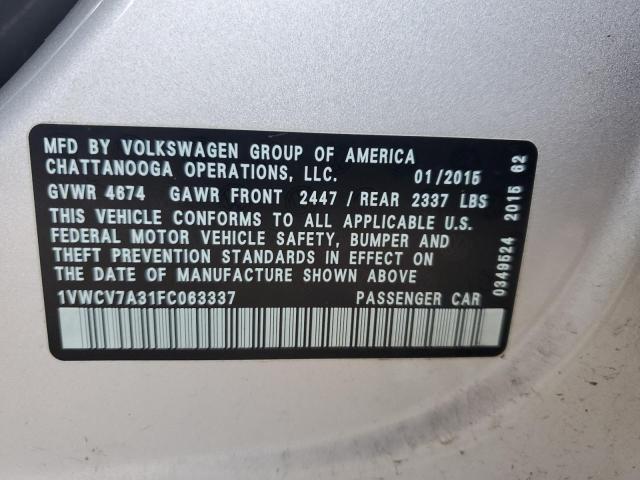 MFD BY VOLKSWAGEN GROUP OF AMERICA
CHATTANOOGA OPERATIONS, LLC. 01/2015
GVWR 4674 GAWR FRONT 2447 / REAR 2337 LBS
THIS VEHICLE CONFORMS TO ALL APPLICABLE U.S.
FEDERAL MOTOR VEHICLE SAFETY, BUMPER AND
THEFT PREVENTION STANDARDS IN EFFECT ON
THE DATE OF MANUFACTURE SHOWN ABOVE
1VWCV7A31FC063337 PASSENGER CAR
0349524 2015 62